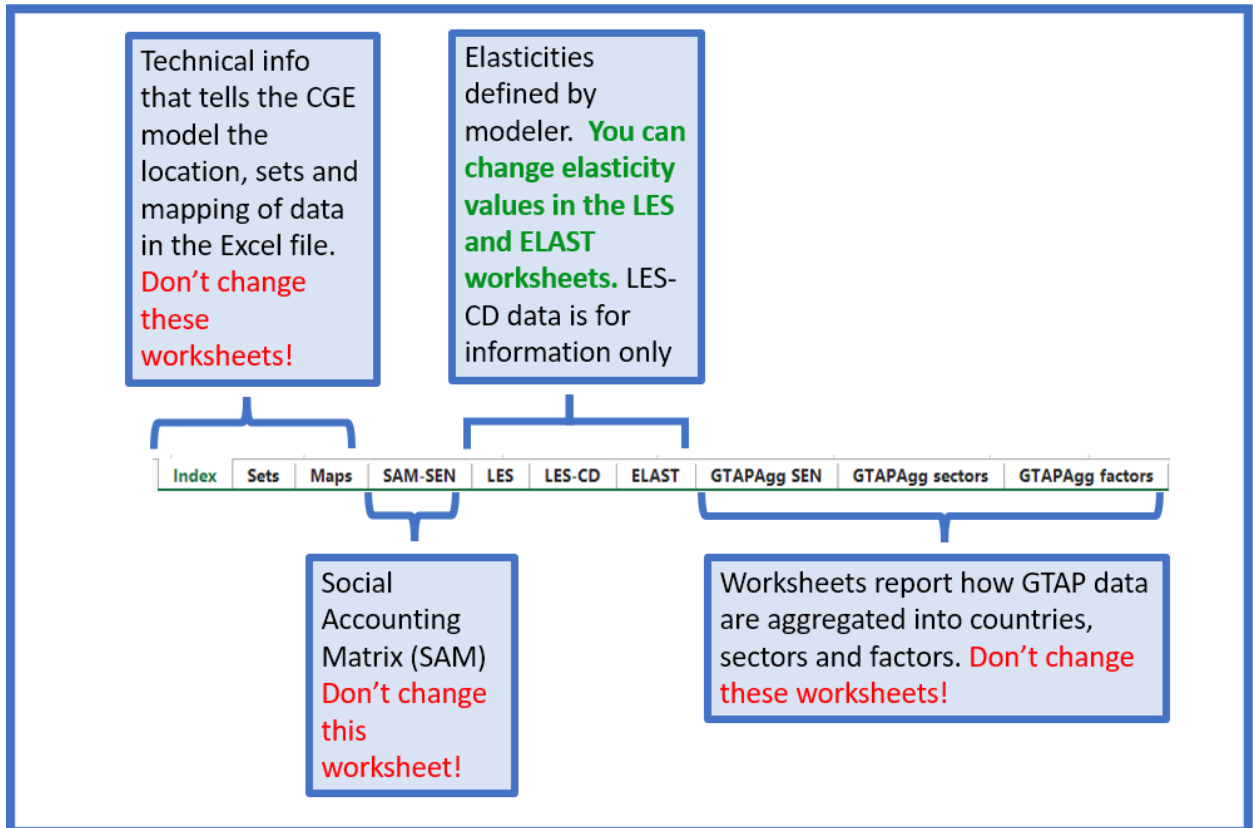 Technical info
that tells the CGE
model the
location, sets and
mapping of data
in the Excel file.
Don't change
these
worksheets!
Elasticities
defined by
modeler.  You can
change elasticity
values in the LES
and ELAST
worksheets. LES-
CD data is for
information only
Index Sets Maps SAM-SEN LES LES-CD ELAST GTAPAgg SEN GTAPAgg sectors GTAPAgg factors
Social
Accounting
Matrix (SAM)
Don't change
this
worksheet!
Worksheets report how GTAP data
are aggregated into countries,
sectors and factors. Don't change
these worksheets!